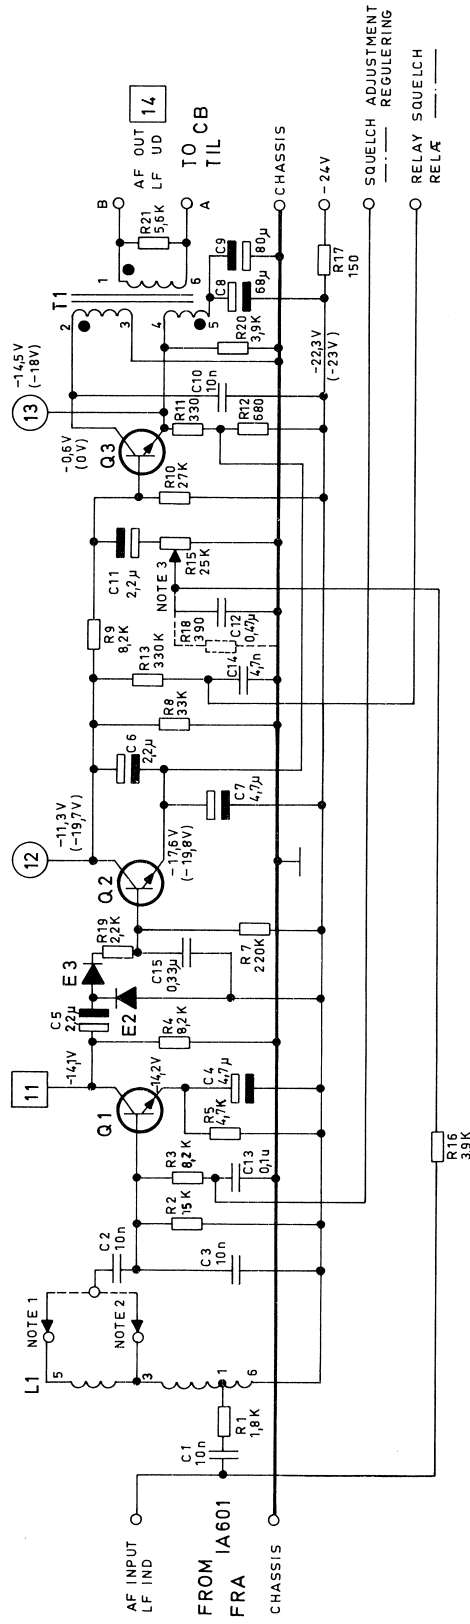 AF INPUT
LF IND
FROM
IA601
FRA
CHASSIS
C1
10n
R1
1,8K
L1
5
3
1
6
NOTE 1
NOTE 2
C2
10n
C3
10n
R2
15K
R3
8,2K
C13
0,1u
Q1
11
-14,1V
-14,2V
R5
4,7K
C4
4,7µ
R4
8,2K
C5
2,2µ
E3
E2
R19
2,2K
C15
0,33µ
R7
220K
Q2
12
-11,3V
(-19,7V)
-17,6V
(-19,8V)
C7
4,7µ
C6
2,2µ
R8
33K
R13
330K
C14
4,7n
R9
8,2K
R18
390
C12
0,47µ
NOTE 3
C11
2,2µ
R15
25K
R10
27K
Q3
-0,6V
(0V)
13
-14,5V
(-18V)
R11
330
R12
680
C10
10n
R20
3,9K
T1
2
3
4
5
1
6
C8
68µ
C9
80µ
R21
5,6K
B
A
AF OUT
LF UD
14
TO
TIL
CB
CHASSIS
-22,3V
(-23V)
R17
150
-24V
R16
3,9K
SQUELCH ADJUSTMENT
—·— REGULERING
RELAY SQUELCH
RELÆ —·—